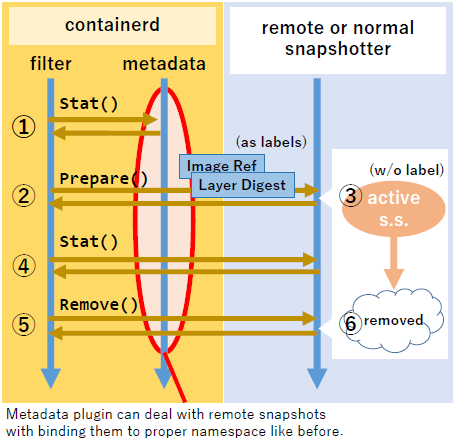 containerd
remote or normal
snapshotter
filter
metadata
Stat()
①
(as labels)
Image Ref
Layer Digest
(w/o label)
Prepare()
②
③
active
s.s.
Stat()
④
Remove()
⑤
⑥
removed
Metadata plugin can deal with remote snapshots
with binding them to proper namespace like before.